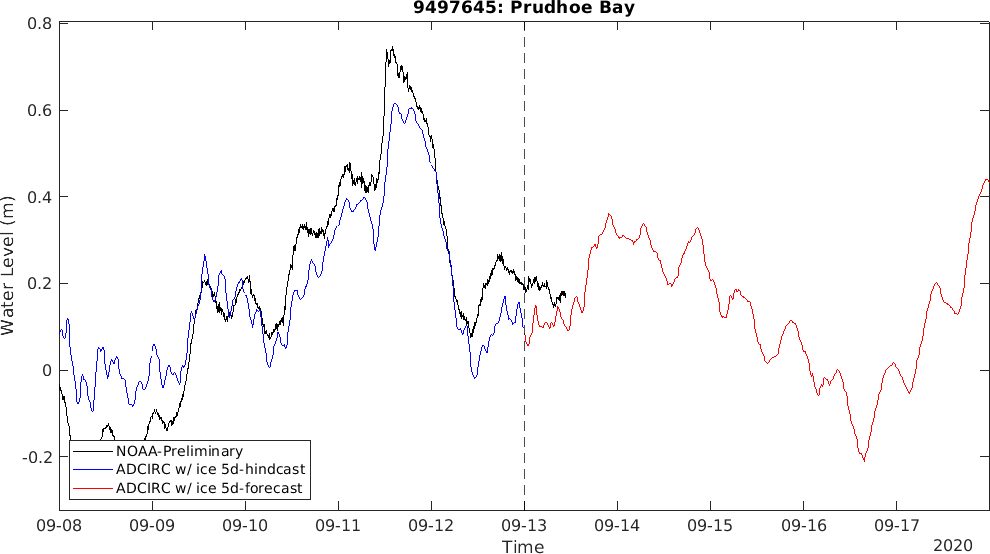 9497645: Prudhoe Bay
0.8
0.6
0.4
0.2
0
-0.2
Water Level (m)
NOAA-Preliminary
ADCIRC w/ ice 5d-hindcast
ADCIRC w/ ice 5d-forecast
09-08 09-09 09-10 09-11 09-12 09-13 09-14 09-15 09-16 09-17
Time
2020